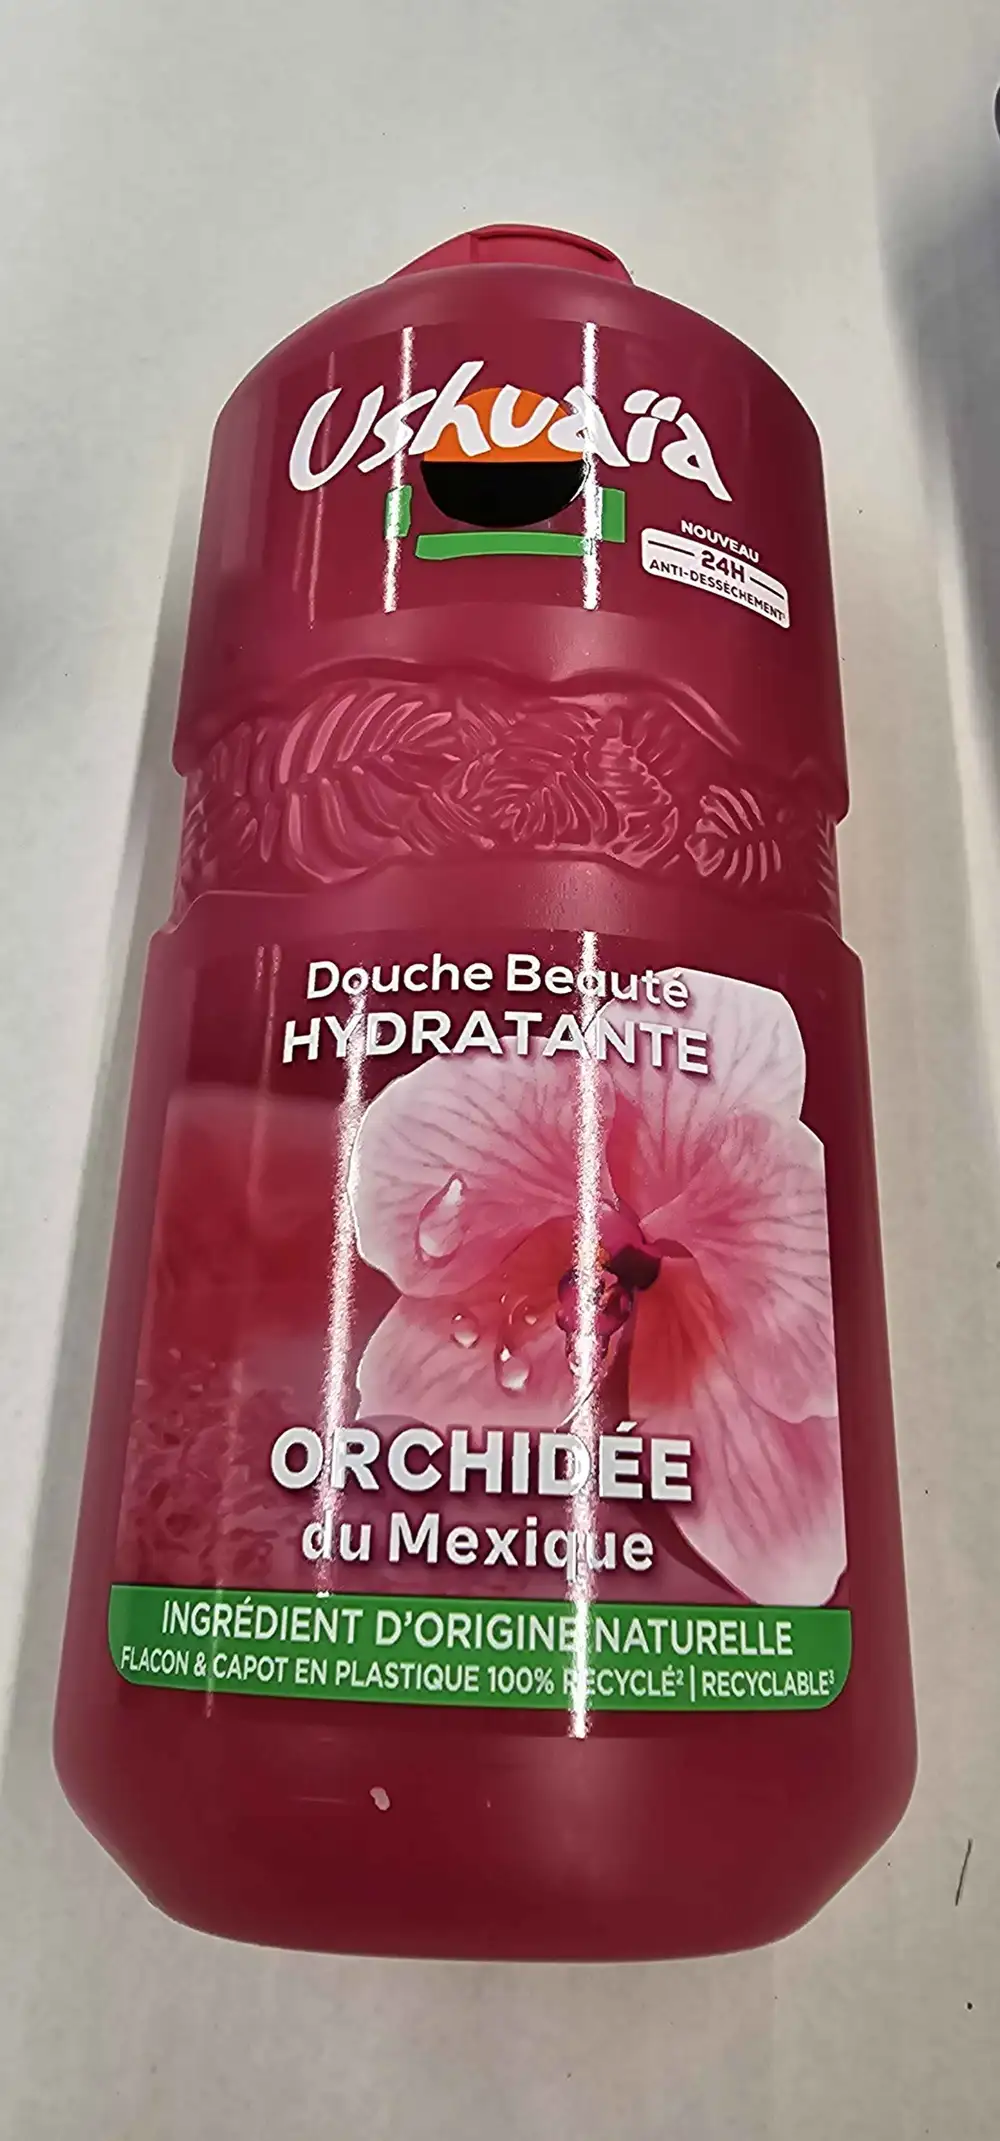 Ushuaïa
NOUVEAU
24H
ANTI-DESSÈCHEMENT¹
Douche Beauté
HYDRATANTE
ORCHIDÉE
du Mexique
INGRÉDIENT D'ORIGINE NATURELLE
FLACON & CAPOT EN PLASTIQUE 100% RECYCLÉ² | RECYCLABLE³